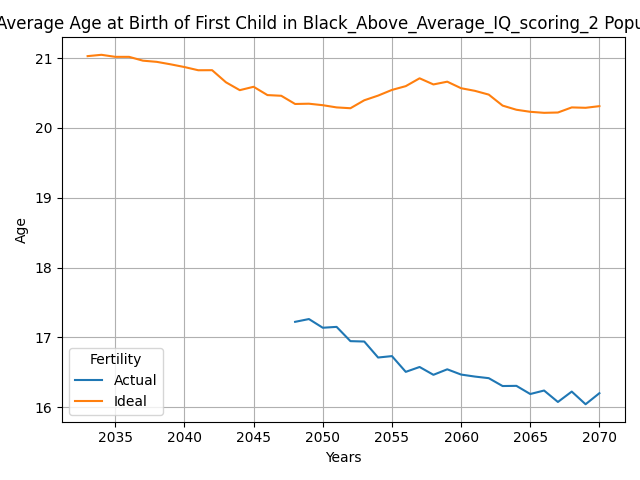 Average Age at Birth of First Child in Black_Above_Average_IQ_scoring_2
21
20
19
18
17
16
Age
Fertility
Actual
Ideal
2035 2040 2045 2050 2055 2060 2065 2070
Years